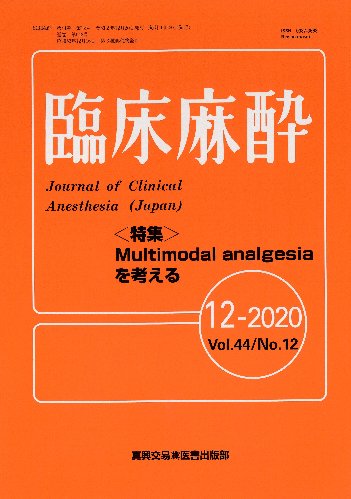 臨床麻酔
Journal of Clinical
Anesthesia (Japan)
＜特集＞
Multimodal analgesia
を考える
12-2020
Vol.44/No.12
真興交易㈱医書出版部